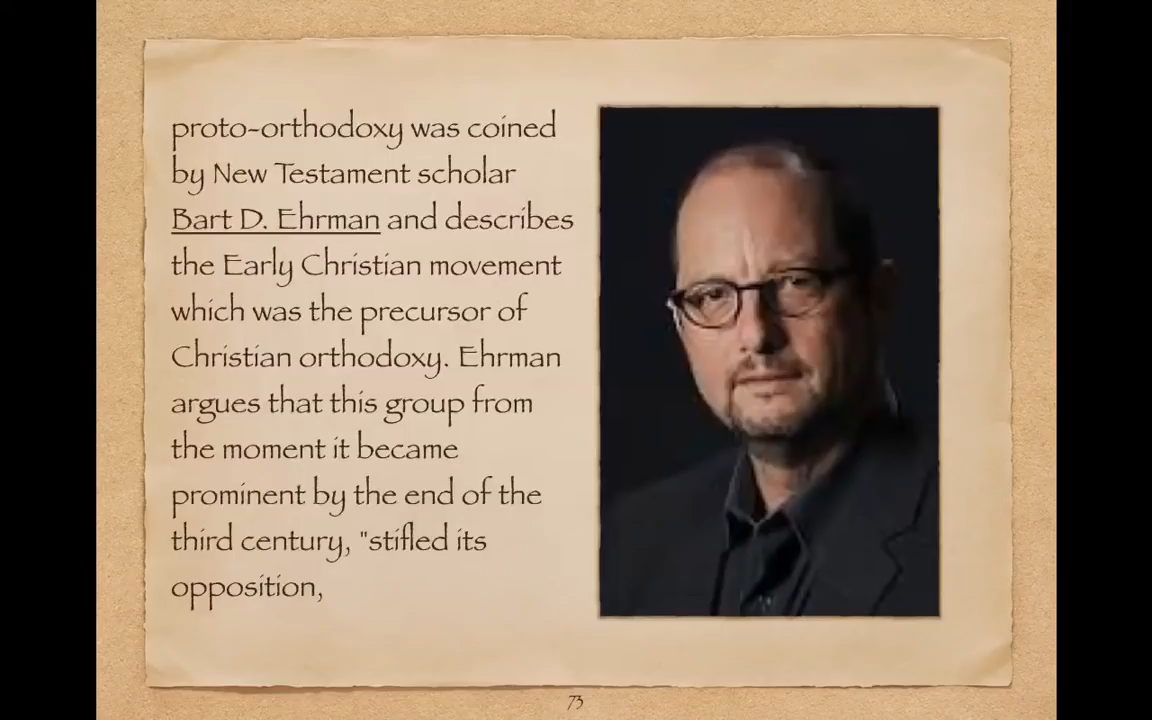 proto-orthodoxy was coined
by New Testament scholar
Bart D. Ehrman and describes
the Early Christian movement
which was the precursor of
Christian orthodoxy. Ehrman
argues that this group from
the moment it became
prominent by the end of the
third century, "stifled its
opposition,
73